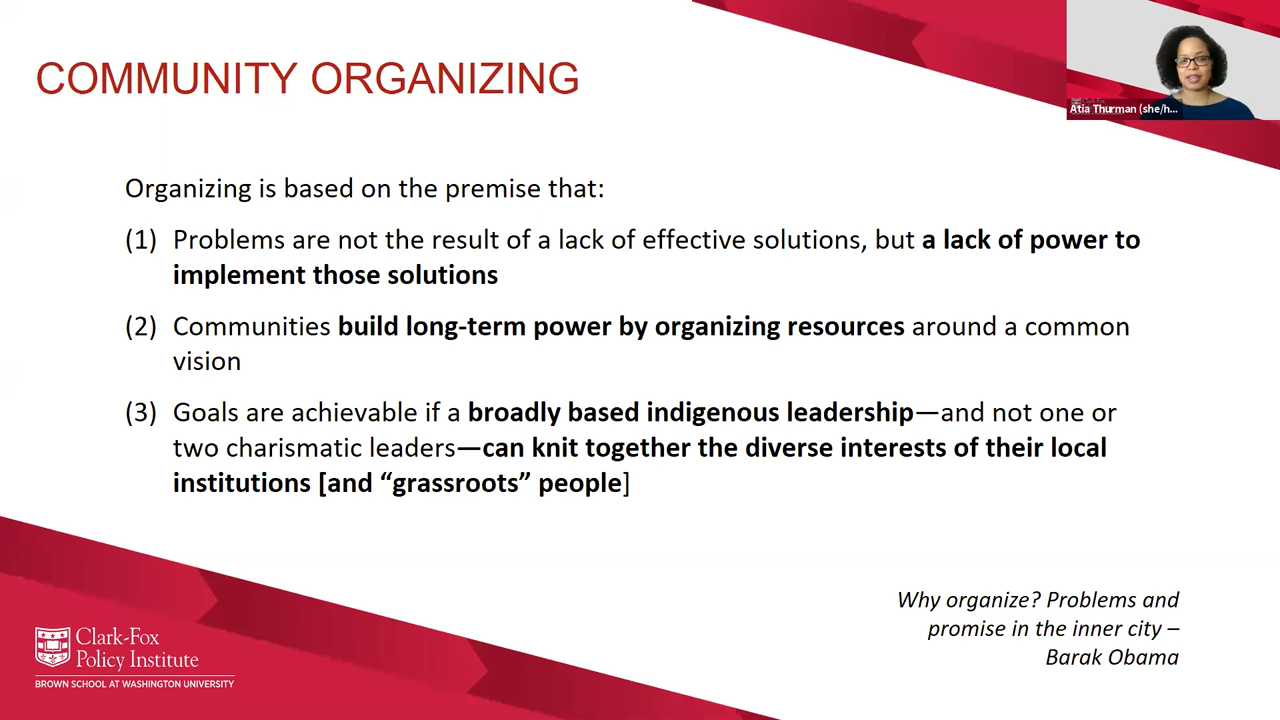 COMMUNITY ORGANIZING
Atia Thurman (she/h...
Organizing is based on the premise that:
(1) Problems are not the result of a lack of effective solutions, but a lack of power to
implement those solutions
(2) Communities build long-term power by organizing resources around a common
vision
(3) Goals are achievable if a broadly based indigenous leadership—and not one or
two charismatic leaders—can knit together the diverse interests of their local
institutions [and “grassroots” people]
Why organize? Problems and
promise in the inner city –
Barak Obama
Clark-Fox
Policy Institute
BROWN SCHOOL AT WASHINGTON UNIVERSITY